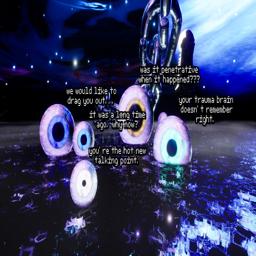 was it penetrative
when it happened???
we would like to
drag you out...
your trauma brain
doesn't remember
right.
it was a long time
ago. why now?
you're the hot new
talking point.